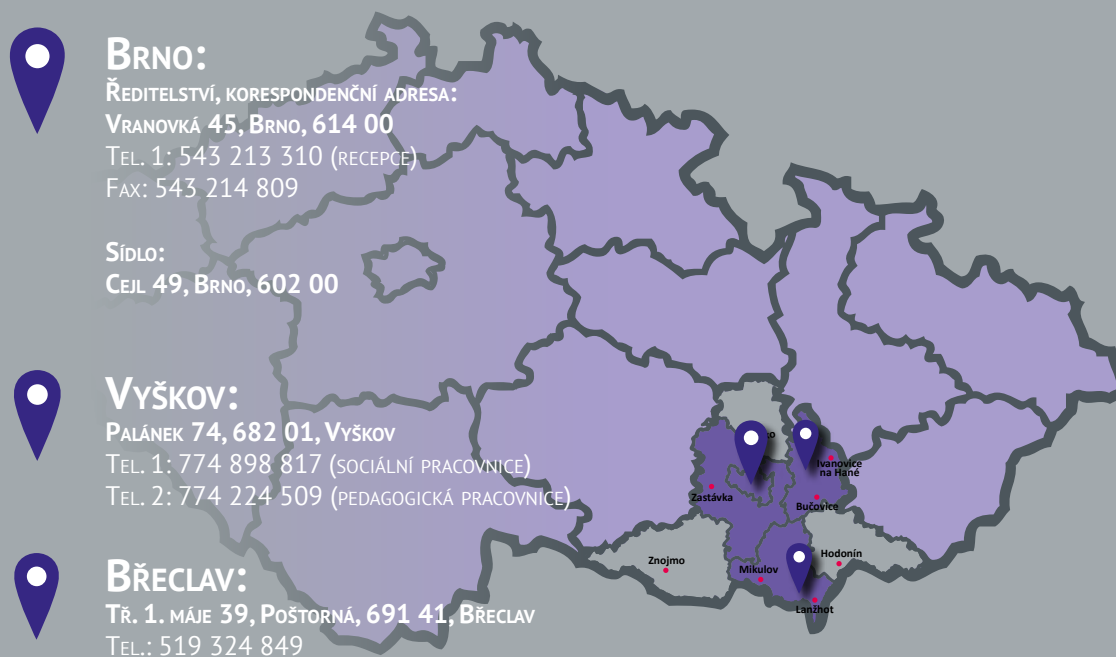 Brno:
Ředitelství, korespondenční adresa:
Vranovká 45, Brno, 614 00
Tel. 1: 543 213 310 (recepce)
Fax: 543 214 809
Sídlo:
Cejl 49, Brno, 602 00
Vyškov:
Palánek 74, 682 01, Vyškov
Tel. 1: 774 898 817 (sociální pracovnice)
Tel. 2: 774 224 509 (pedagogická pracovnice)
Břeclav:
Tř. 1. máje 39, Poštorná, 691 41, Břeclav
Tel.: 519 324 849
Ivanovice
na Hané
Zastávka
Bučovice
Znojmo
Hodonín
Mikulov
Lanžhot